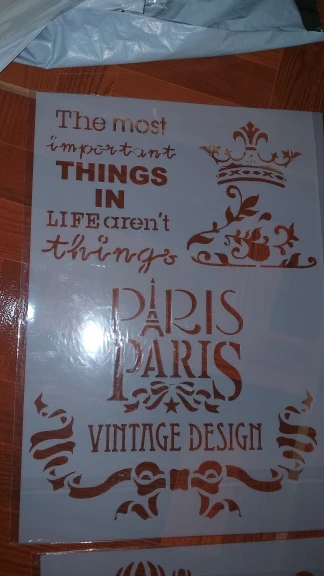 The most
important
THINGS
IN
LIFE aren't
things
PARIS
PARIS
VINTAGE DESIGN